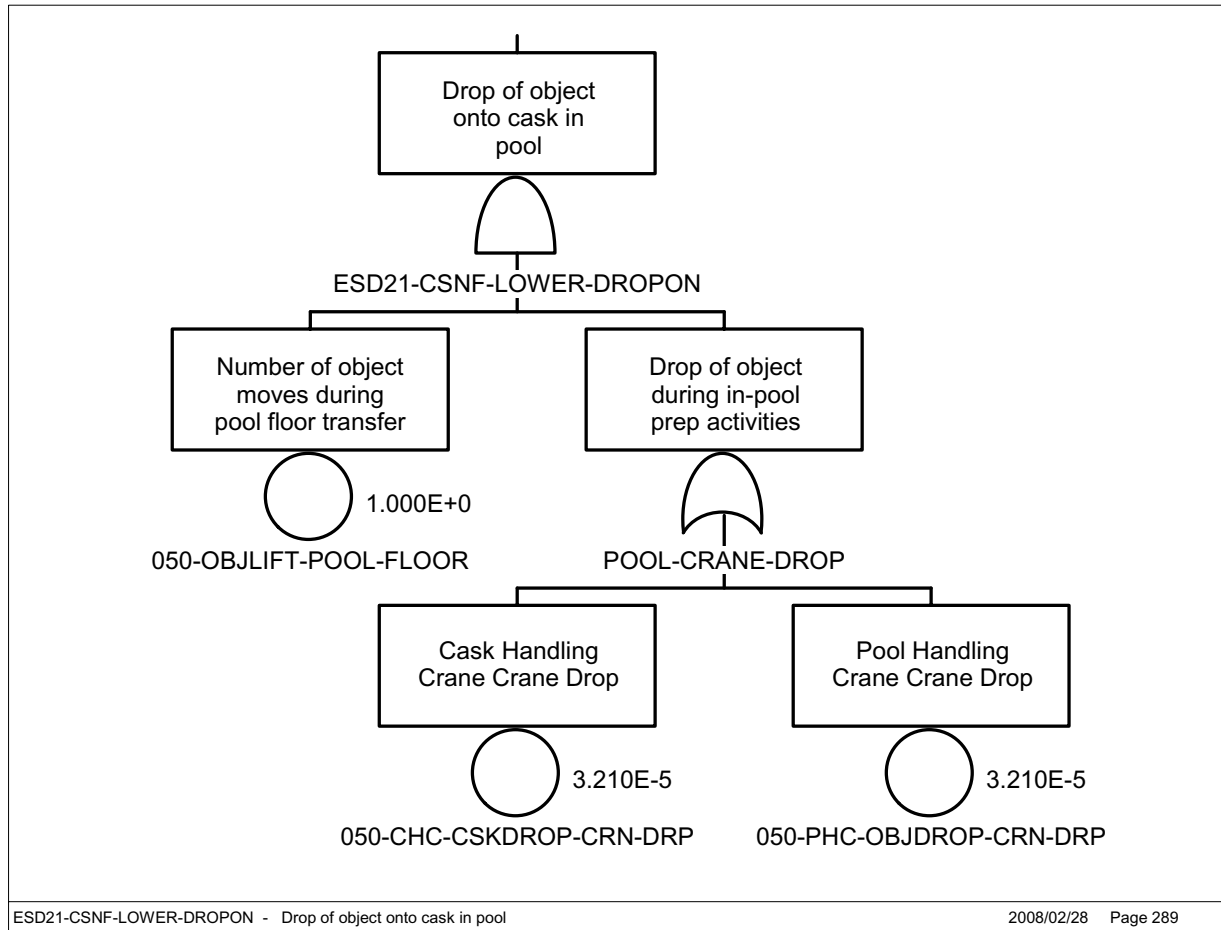 Drop of object
onto cask in
pool
ESD21-CSNF-LOWER-DROPON
Number of object
moves during
pool floor transfer
1.000E+0
050-OBJLIFT-POOL-FLOOR
Drop of object
during in-pool
prep activities
POOL-CRANE-DROP
Cask Handling
Crane Crane Drop
3.210E-5
050-CHC-CSKDROP-CRN-DRP
Pool Handling
Crane Crane Drop
3.210E-5
050-PHC-OBJDROP-CRN-DRP
ESD21-CSNF-LOWER-DROPON - Drop of object onto cask in pool
2008/02/28 Page 289